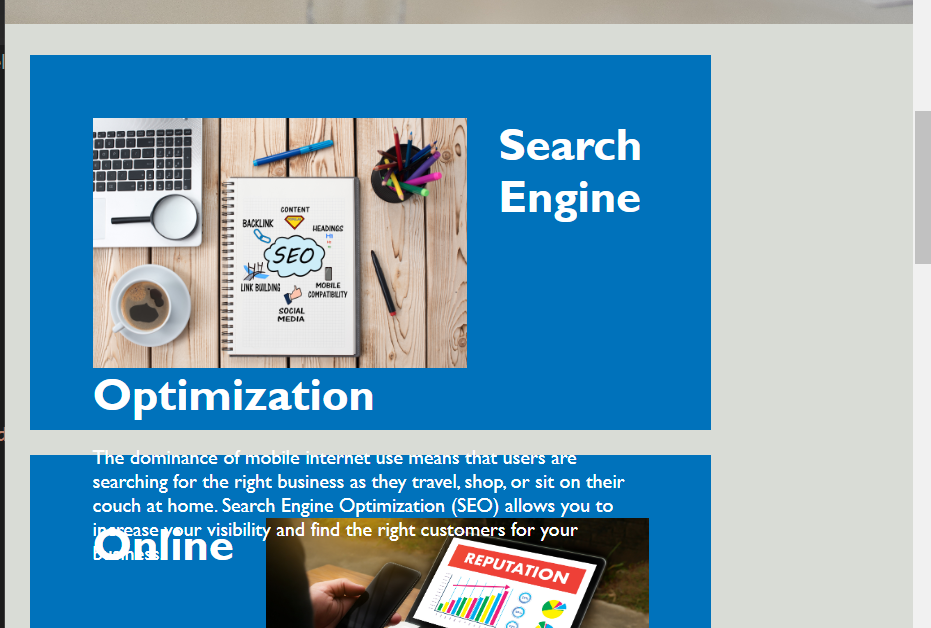 Search
Engine
CONTENT
BACKLINK
HEADINGS
H1
SEO
LINK BUILDING
MOBILE
COMPATIBILITY
SOCIAL
MEDIA
Optimization
The dominance of mobile internet use means that users are
searching for the right business as they travel, shop, or sit on their
couch at home. Search Engine Optimization (SEO) allows you to
increase your visibility and find the right customers for your
business.
Online
REPUTATION